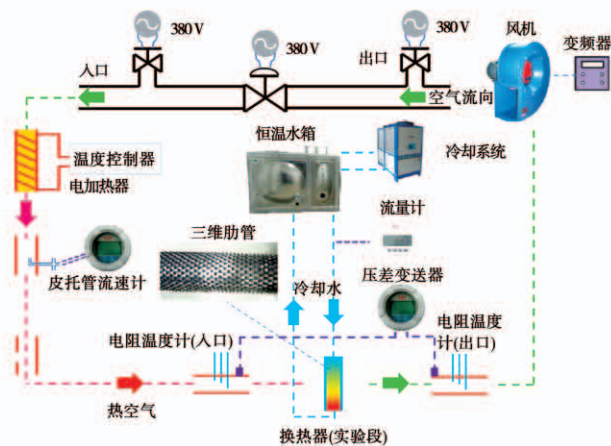 380V
380V
380V
风机
变频器
入口
出口
空气流向
恒温水箱
冷却系统
温度控制器
电加热器
流量计
三维肋管
皮托管流速计
冷却水
压差变送器
电阻温度计(入口)
电阻温度
计(出口)
热空气
换热器(实验段)